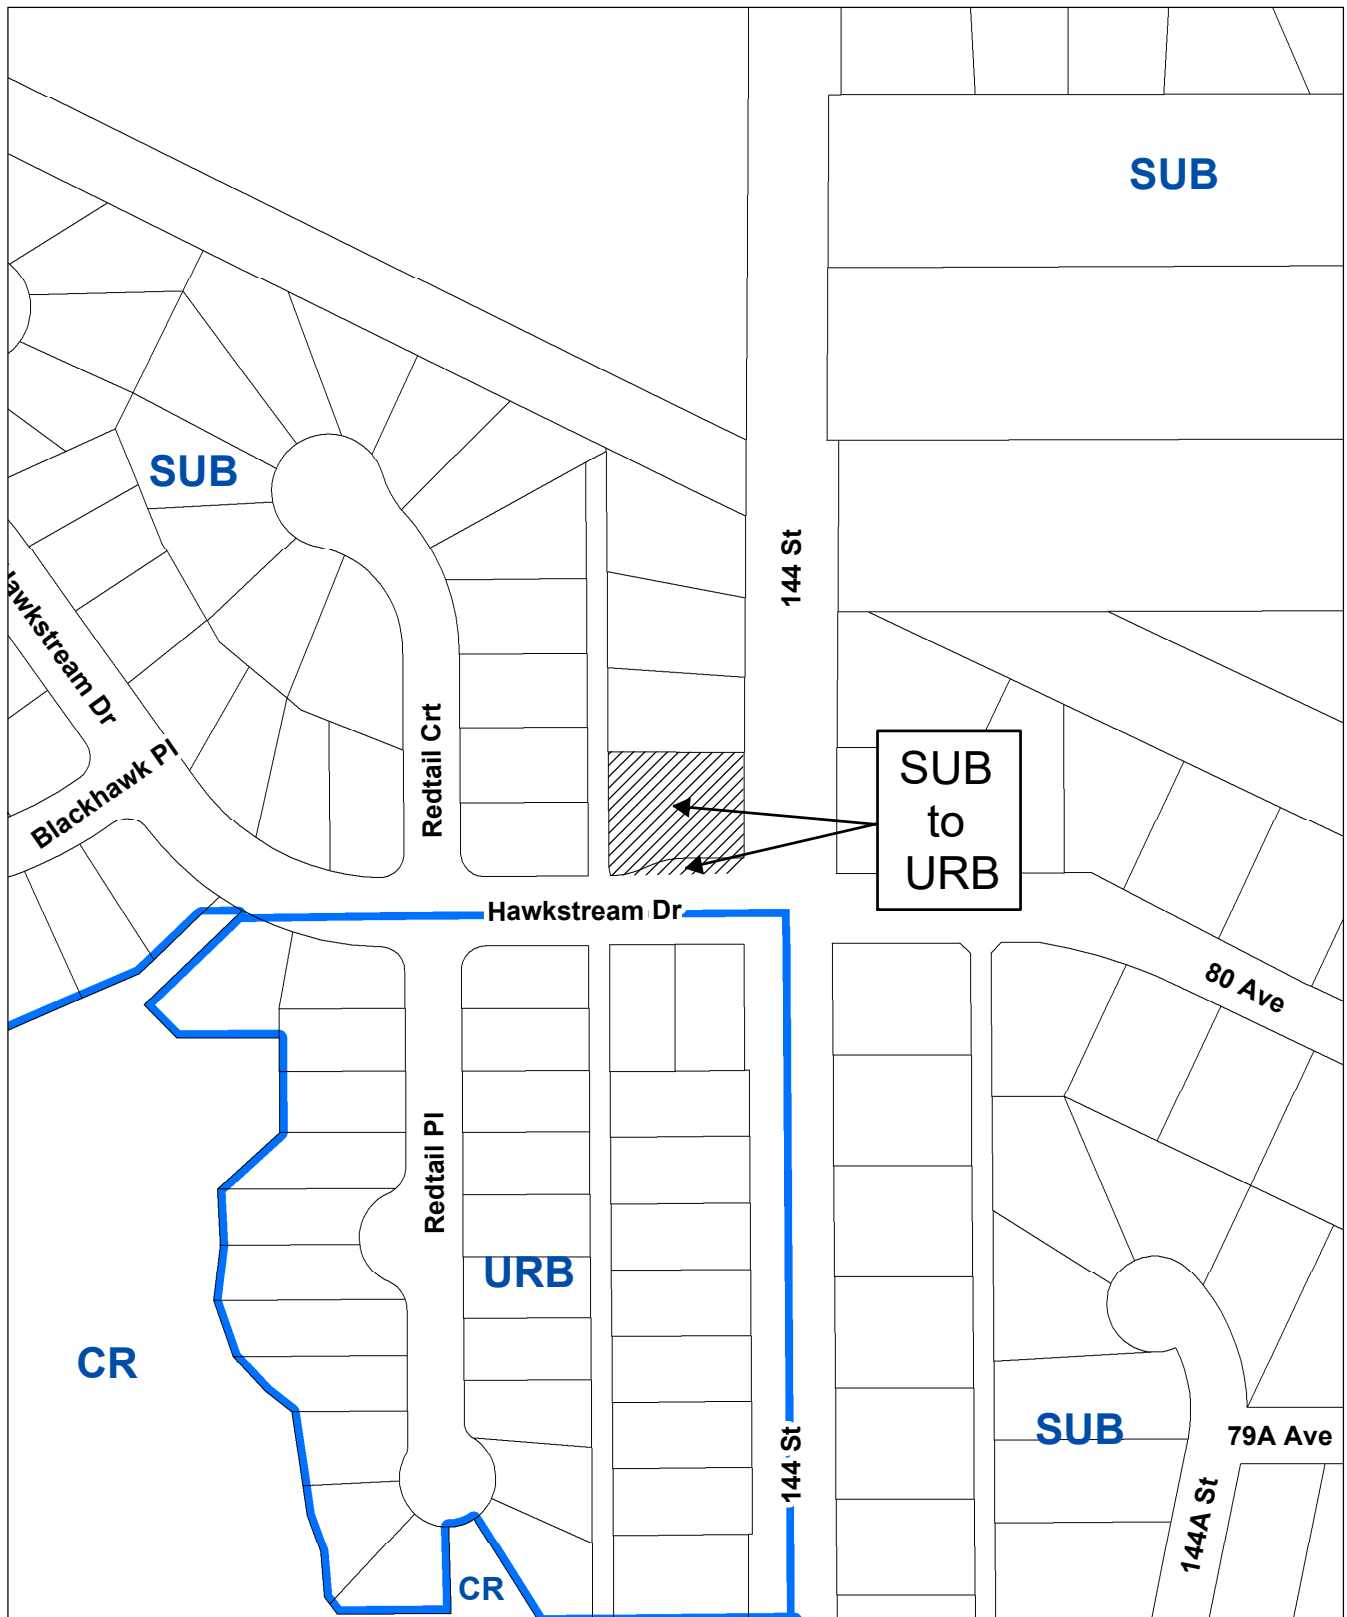 SUB
SUB
144 St
Hawkstream Dr
Redtail Crt
Blackhawk Pl
SUB
to
URB
Hawkstream Dr
80 Ave
Redtail Pl
URB
CR
SUB
79A Ave
144 St
144A St
CR